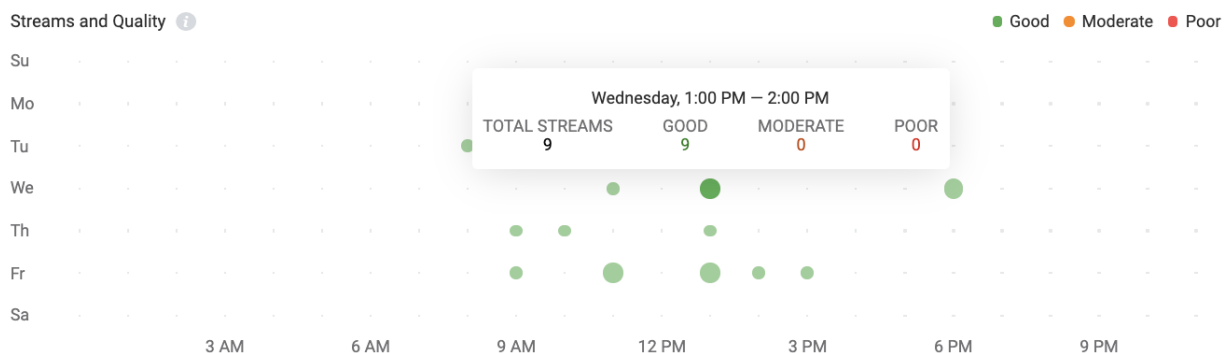 Streams and Quality i Good Moderate Poor
Su
Wednesday, 1:00 PM — 2:00 PM
Mo
TOTAL STREAMS GOOD MODERATE POOR
9 9 0 0
Tu
We
Th
Fr
Sa
3 AM 6 AM 9 AM 12 PM 3 PM 6 PM 9 PM